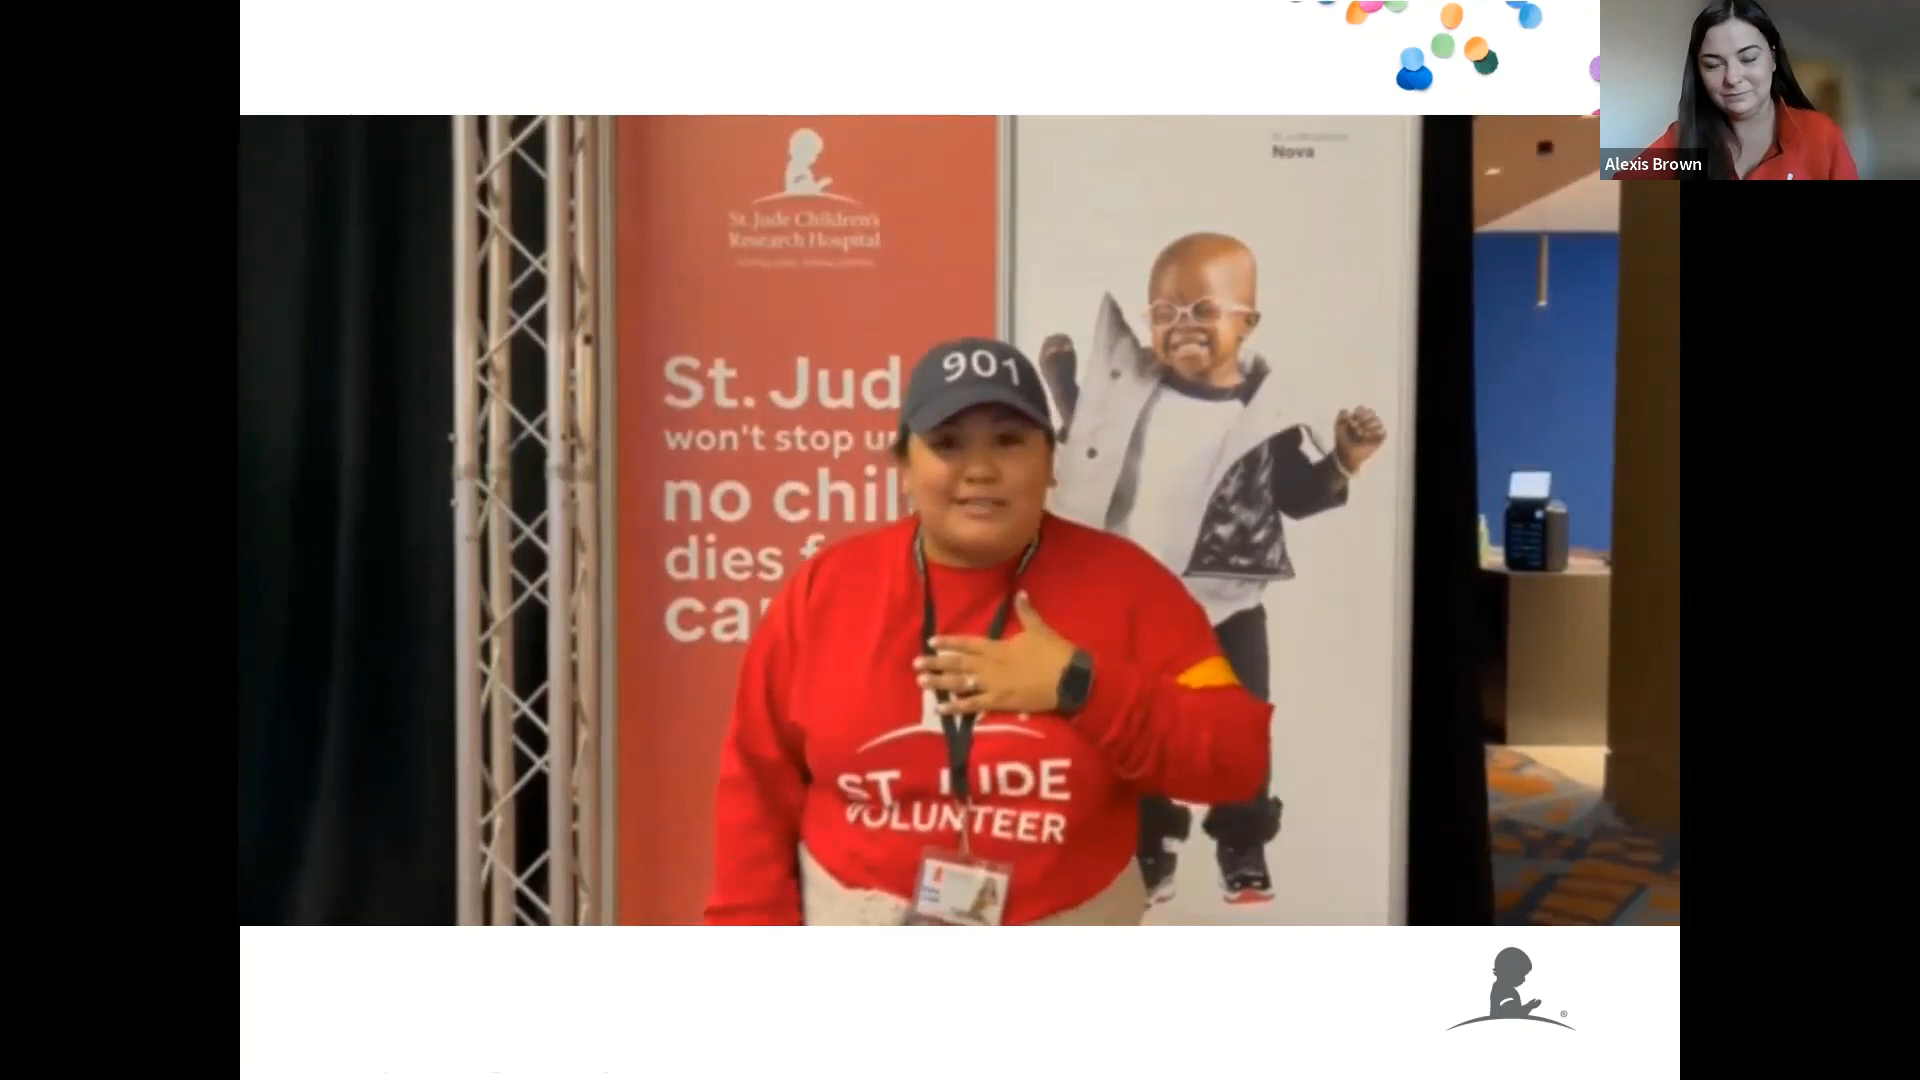 Nova
Alexis Brown
St. Jude Children's
Research Hospital
901
St. Jud
won't stop
no chil
dies f
ca
ST. JUDE
VOLUNTEER
®